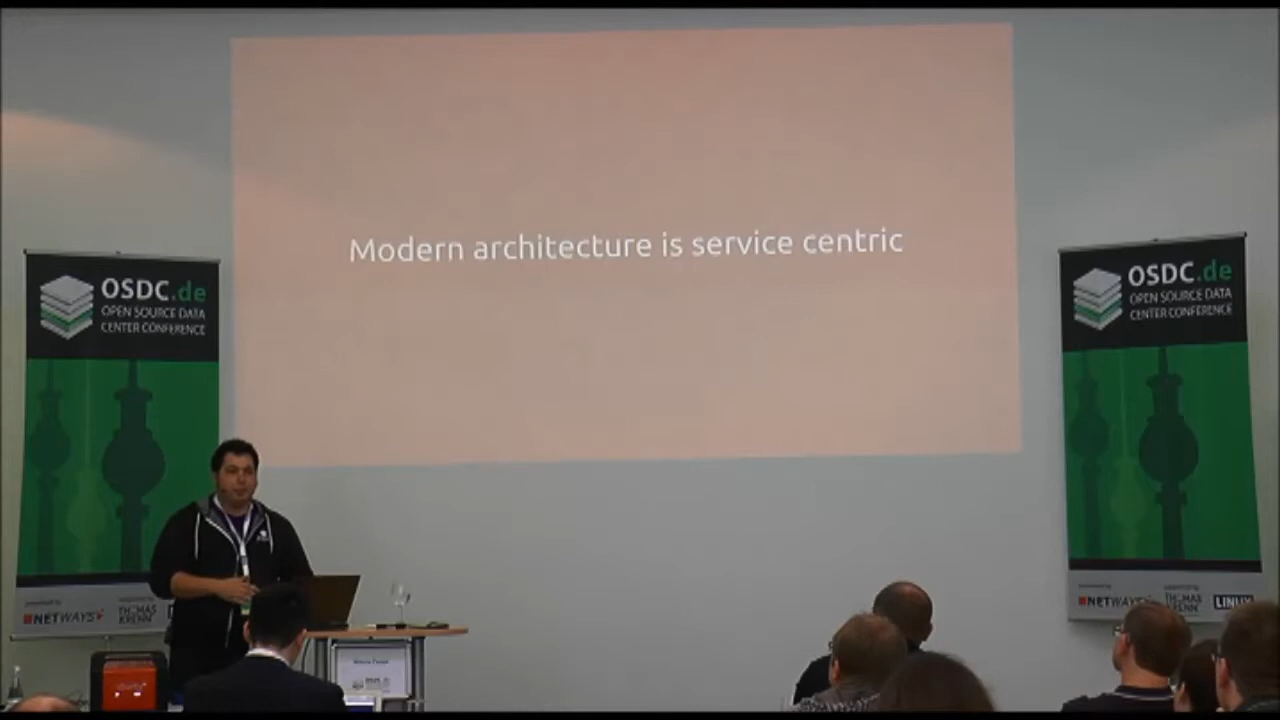 Modern architecture is service centric
OSDC.de
OPEN SOURCE DATA
CENTER CONFERENCE
NETWAYS
THOMAS
KRENN
OSDC.de
OPEN SOURCE DATA
CENTER CONFERENCE
NETWAYS
THOMAS
KRENN
LINUX